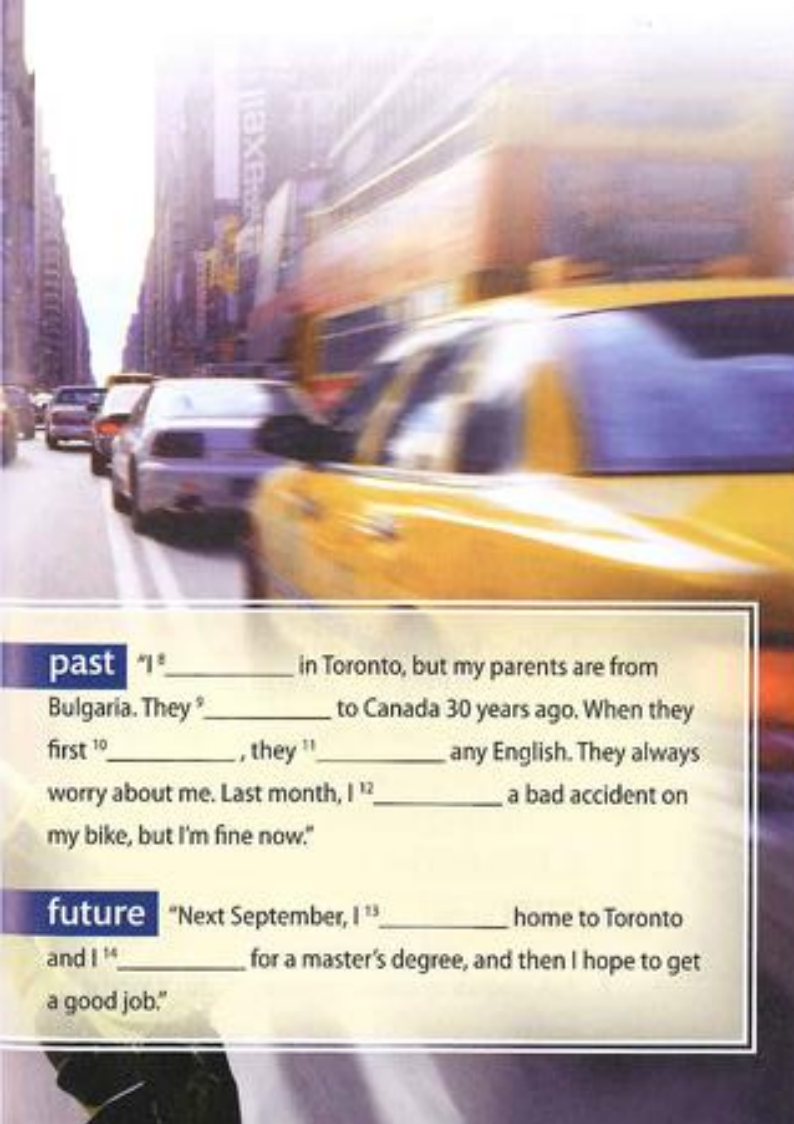 maxell
past "I ⁸__________ in Toronto, but my parents are from
Bulgaria. They ⁹__________ to Canada 30 years ago. When they
first ¹⁰__________, they ¹¹__________ any English. They always
worry about me. Last month, I ¹²__________ a bad accident on
my bike, but I'm fine now."
future "Next September, I ¹³__________ home to Toronto
and I ¹⁴__________ for a master's degree, and then I hope to get
a good job."